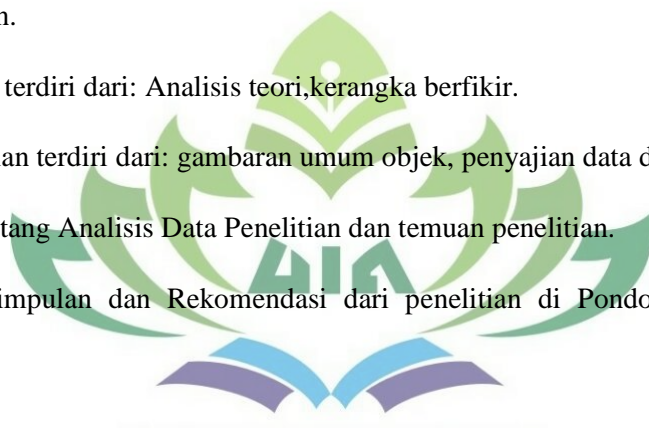 n.
terdiri dari: Analisis teori,kerangka berfikir.
an terdiri dari: gambaran umum objek, penyajian data d
tang Analisis Data Penelitian dan temuan penelitian.
impulan dan Rekomendasi dari penelitian di Pondo